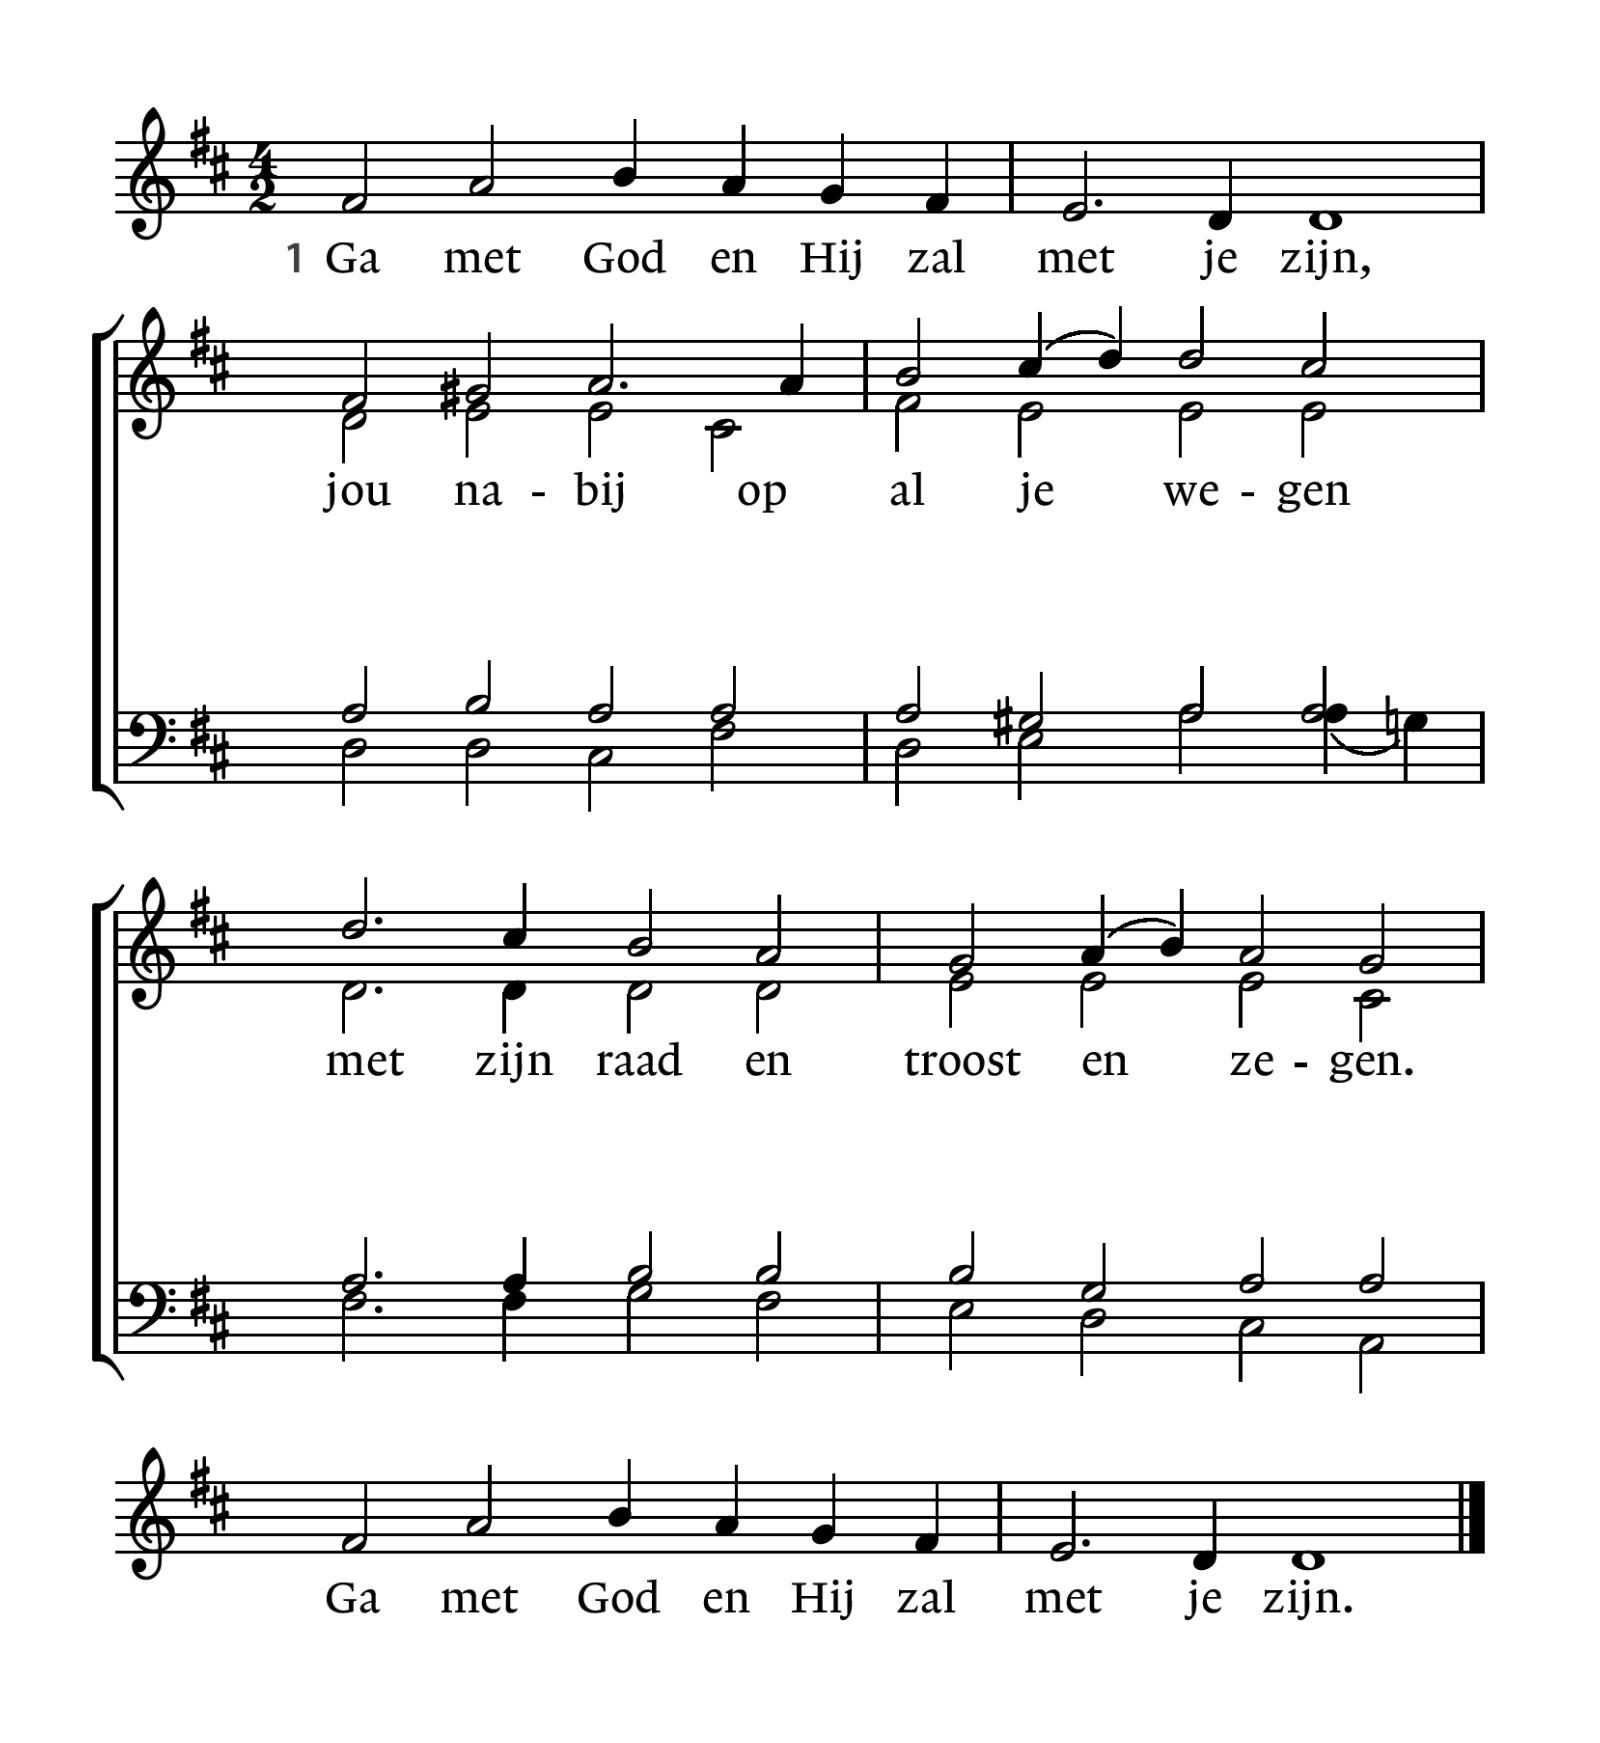 1 Ga met God en Hij zal met je zijn,
jou na - bij op al je we - gen
met zijn raad en troost en ze - gen.
Ga met God en Hij zal met je zijn.